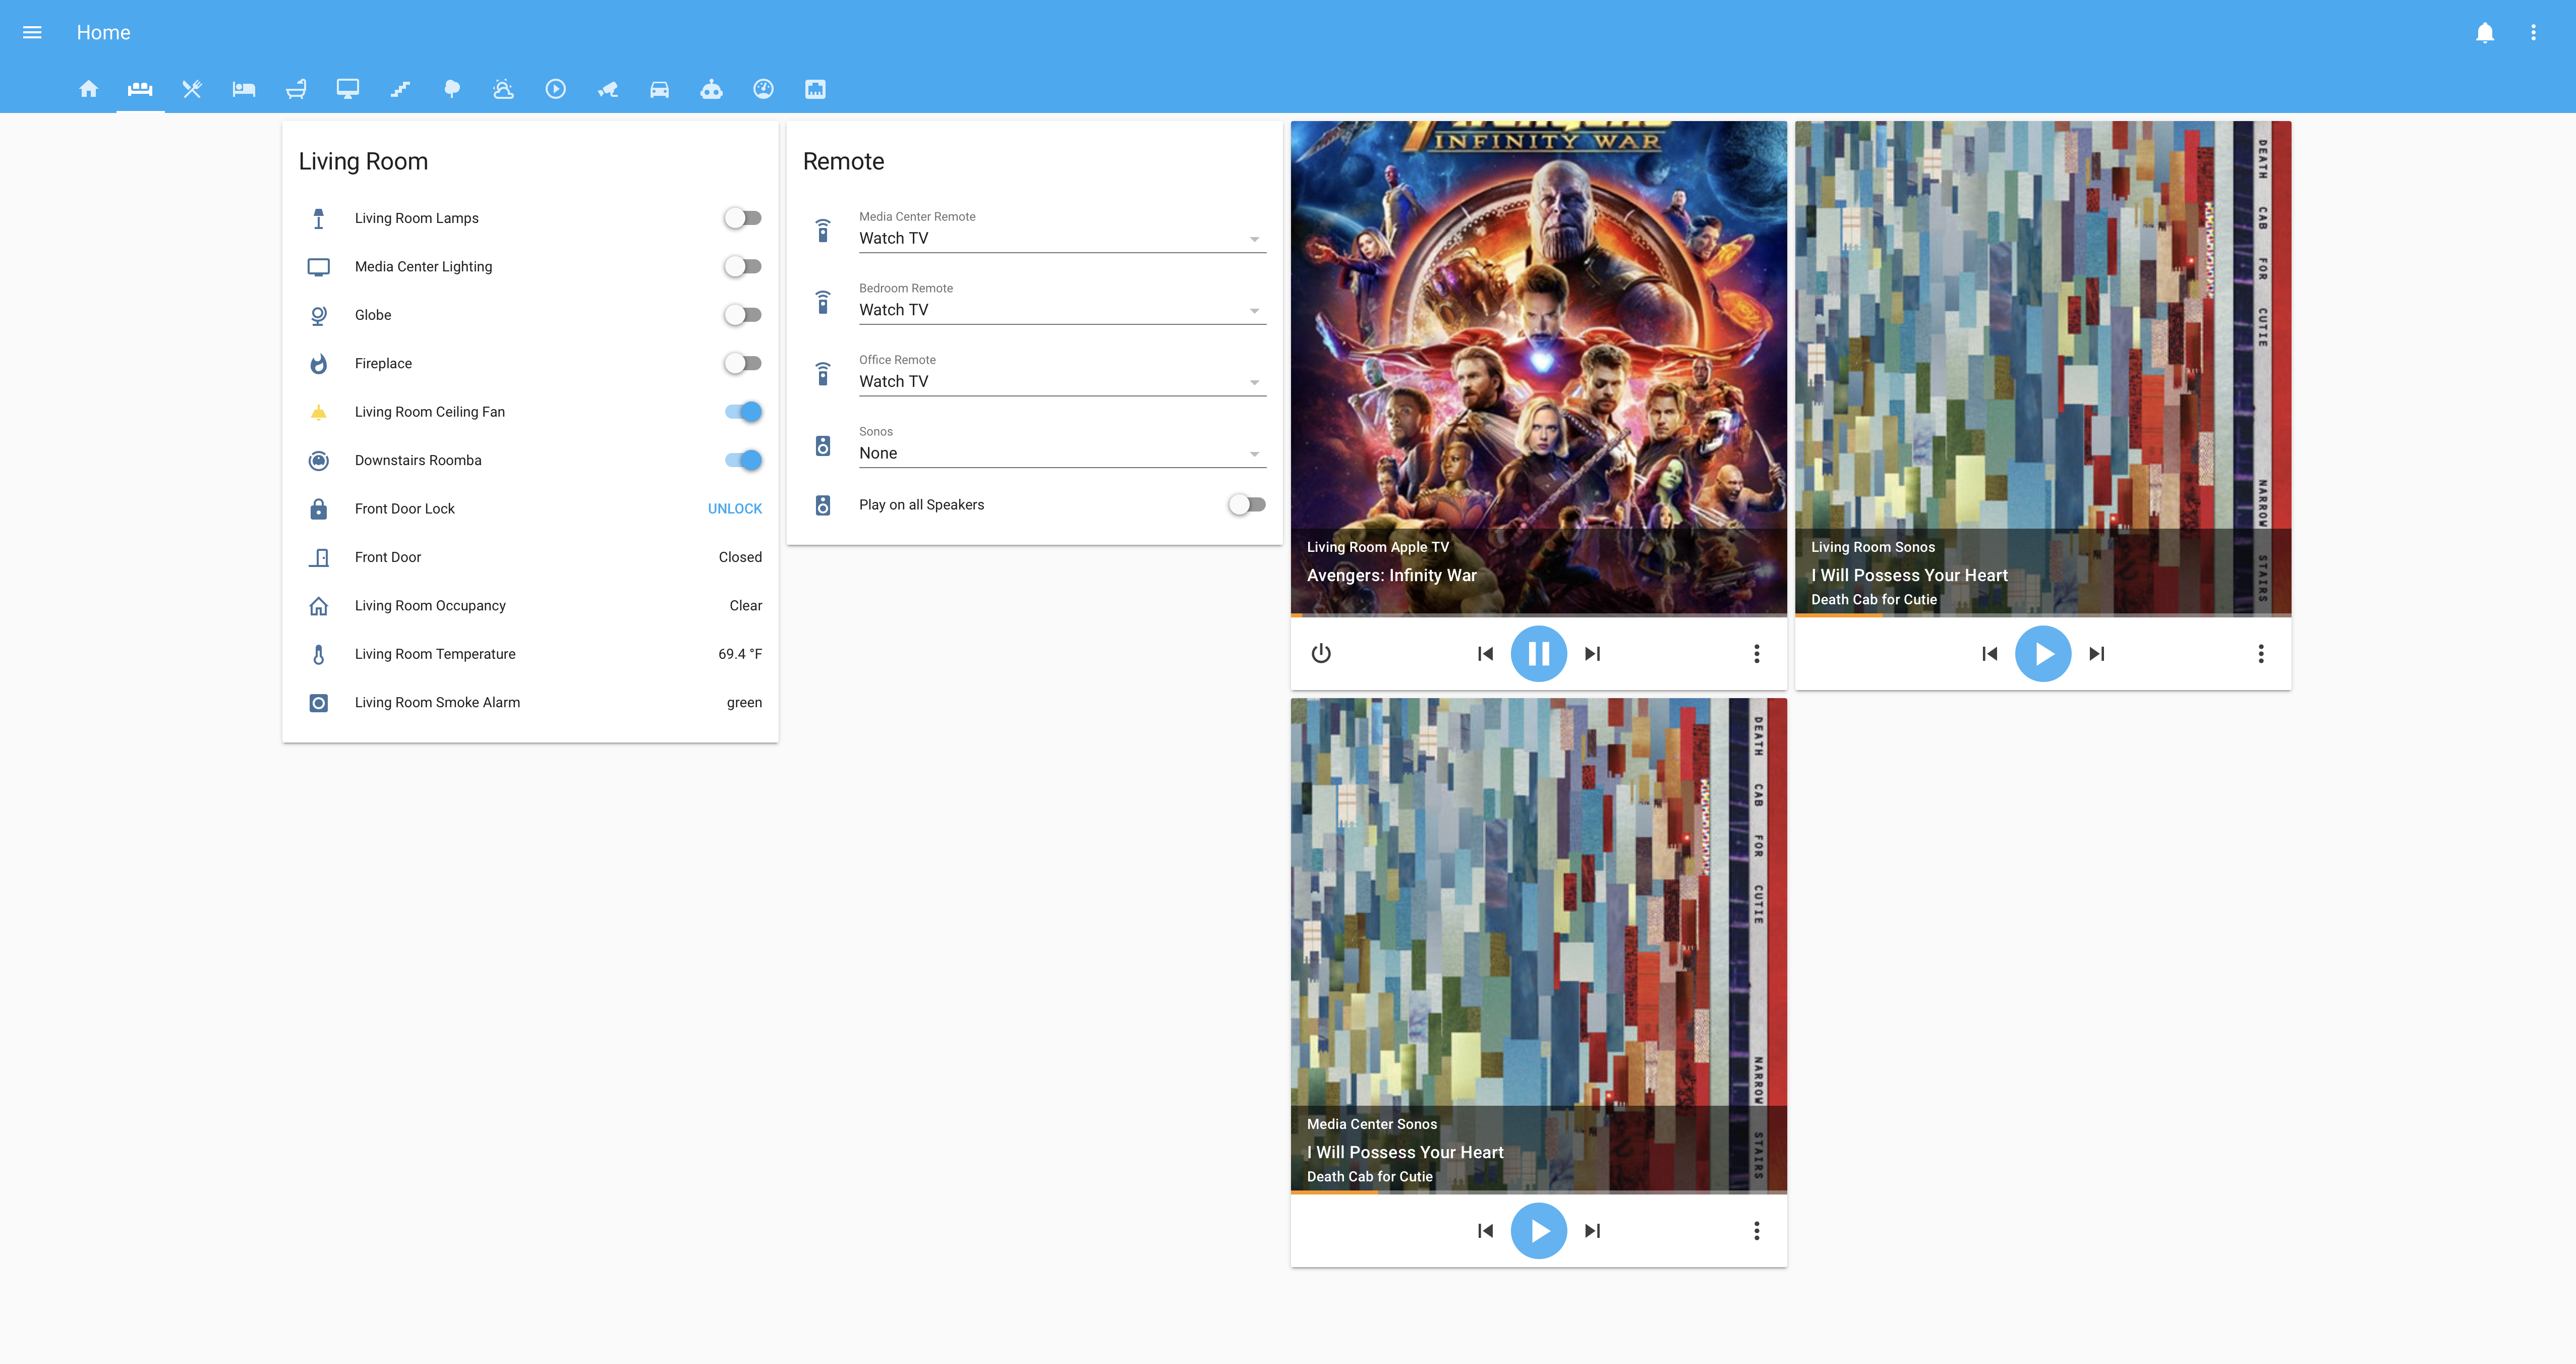 Home
Living Room
Living Room Lamps
Media Center Lighting
Globe
Fireplace
Living Room Ceiling Fan
Downstairs Roomba
Front Door Lock UNLOCK
Front Door Closed
Living Room Occupancy Clear
Living Room Temperature 69.4 °F
Living Room Smoke Alarm green
Remote
Media Center Remote
Watch TV
Bedroom Remote
Watch TV
Office Remote
Watch TV
Sonos
None
Play on all Speakers
INFINITY WAR
Living Room Apple TV
Avengers: Infinity War
DEATH CAB FOR CUTIE NARROW STAIRS
Living Room Sonos
I Will Possess Your Heart
Death Cab for Cutie
DEATH CAB FOR CUTIE NARROW STAIRS
Media Center Sonos
I Will Possess Your Heart
Death Cab for Cutie